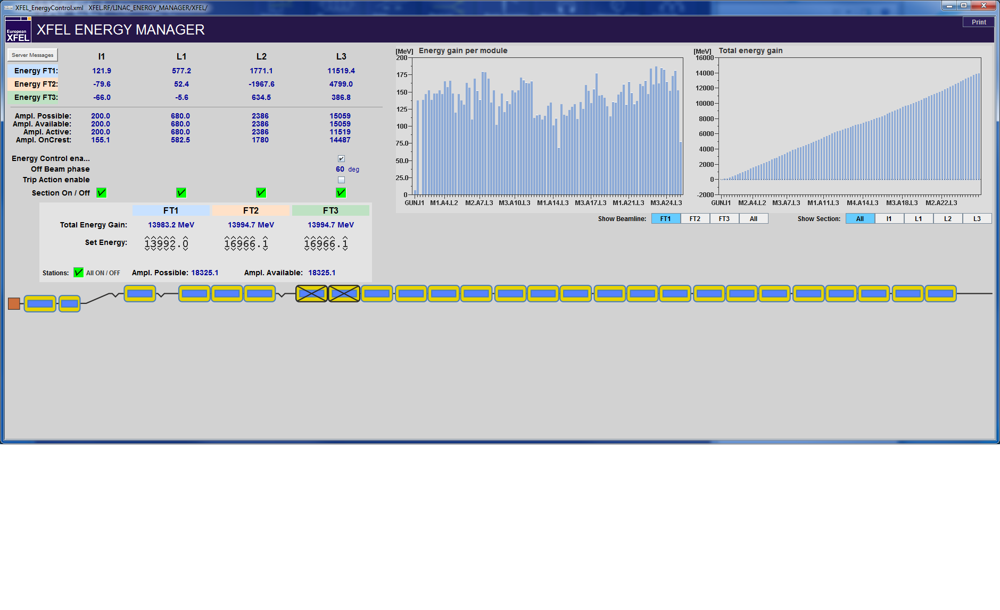 XFEL_EnergyControl.xml XFEL.RF/LINAC_ENERGY_MANAGER/XFEL/
European
XFEL
XFEL ENERGY MANAGER
Print
Server Messages
I1 L1 L2 L3
Energy FT1: 121.9 577.2 1771.1 11519.4
Energy FT2: -79.6 52.4 -1967.6 4799.0
Energy FT3: -66.0 -5.6 634.5 386.8
Ampl. Possible: 200.0 680.0 2386 15059
Ampl. Available: 200.0 680.0 2386 15059
Ampl. Active: 200.0 680.0 2386 11519
Ampl. OnCrest: 155.1 582.5 1780 14487
Energy Control ena...
Off Beam phase 60 deg
Trip Action enable
Section On / Off
FT1 FT2 FT3
Total Energy Gain: 13983.2 MeV 13994.7 MeV 13994.7 MeV
Set Energy: 13992.0 16966.1 16966.1
Stations: All ON / OFF Ampl. Possible: 18325.1 Ampl. Available: 18325.1
[MeV] Energy gain per module
200
175
150
125
100
75.0
50.0
25.0
0
GUN.I1 M1.A4.L2 M2.A7.L3 M3.A10.L3 M1.A14.L3 M3.A17.L3 M1.A21.L3 M3.A24.L3
Show Beamline: FT1 FT2 FT3 All
[MeV] Total energy gain
16000
14000
12000
10000
8000
6000
4000
2000
0
-2000
GUN.I1 M2.A4.L2 M3.A7.L3 M1.A11.L3 M4.A14.L3 M3.A18.L3 M2.A22.L3
Show Section: All I1 L1 L2 L3